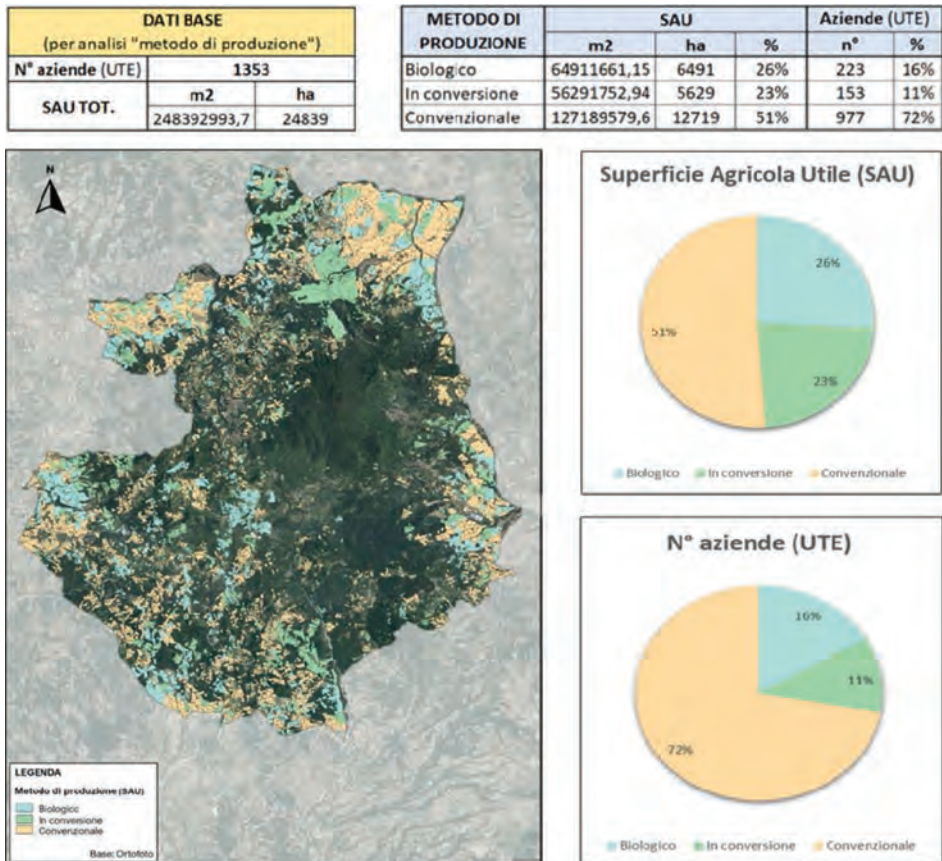 DATI BASE
(per analisi "metodo di produzione")
N° aziende (UTE) 1353
SAU TOT. m2 ha
248392993,7 24839
METODO DI PRODUZIONE SAU Aziende (UTE)
m2 ha % n° %
Biologico 64911661,15 6491 26% 223 16%
In conversione 56291752,94 5629 23% 153 11%
Convenzionale 127189579,6 12719 51% 977 72%
N
LEGENDA
Metodo di produzione (SAU)
Biologico
In conversione
Convenzionale
Base: Ortofoto
Superficie Agricola Utile (SAU)
26%
51%
23%
Biologico In conversione Convenzionale
N° aziende (UTE)
16%
11%
72%
Biologico In conversione Convenzionale